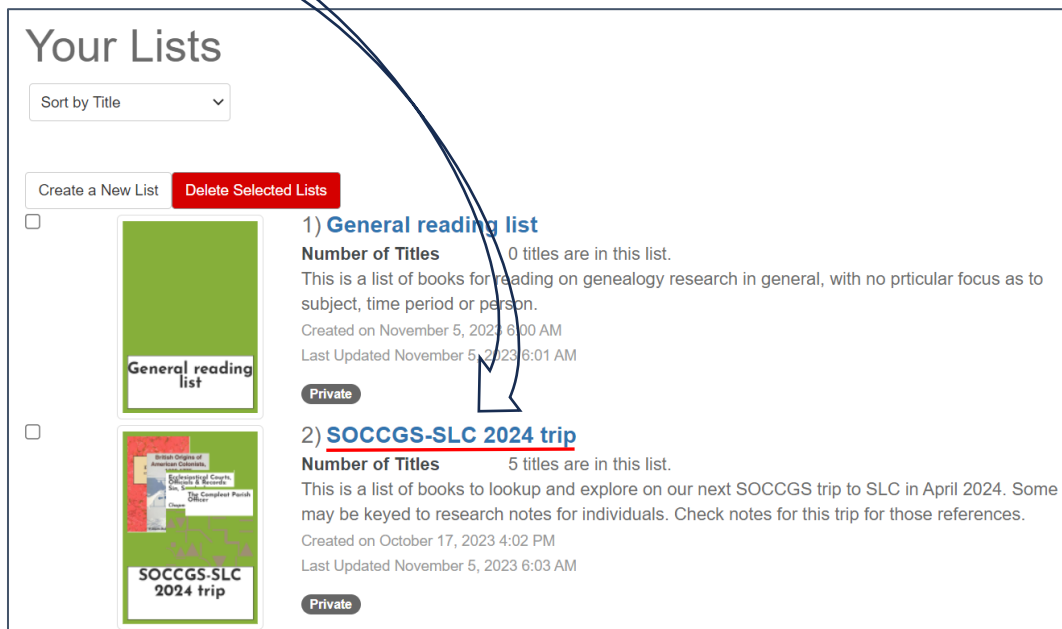 Your Lists
Sort by Title
Create a New List Delete Selected Lists
1) General reading list
Number of Titles 0 titles are in this list.
This is a list of books for reading on genealogy research in general, with no prticular focus as to
subject, time period or person.
Created on November 5, 2023 6:00 AM
Last Updated November 5, 2023 6:01 AM
Private
General reading
list
2) SOCCGS-SLC 2024 trip
Number of Titles 5 titles are in this list.
This is a list of books to lookup and explore on our next SOCCGS trip to SLC in April 2024. Some
may be keyed to research notes for individuals. Check notes for this trip for those references.
Created on October 17, 2023 4:02 PM
Last Updated November 5, 2023 6:03 AM
Private
British Origins of
American Colonists,
Ecclesiastical Courts,
Officials & Records
Sin, S
The Compleat Parish
Officer
SOCCGS-SLC
2024 trip